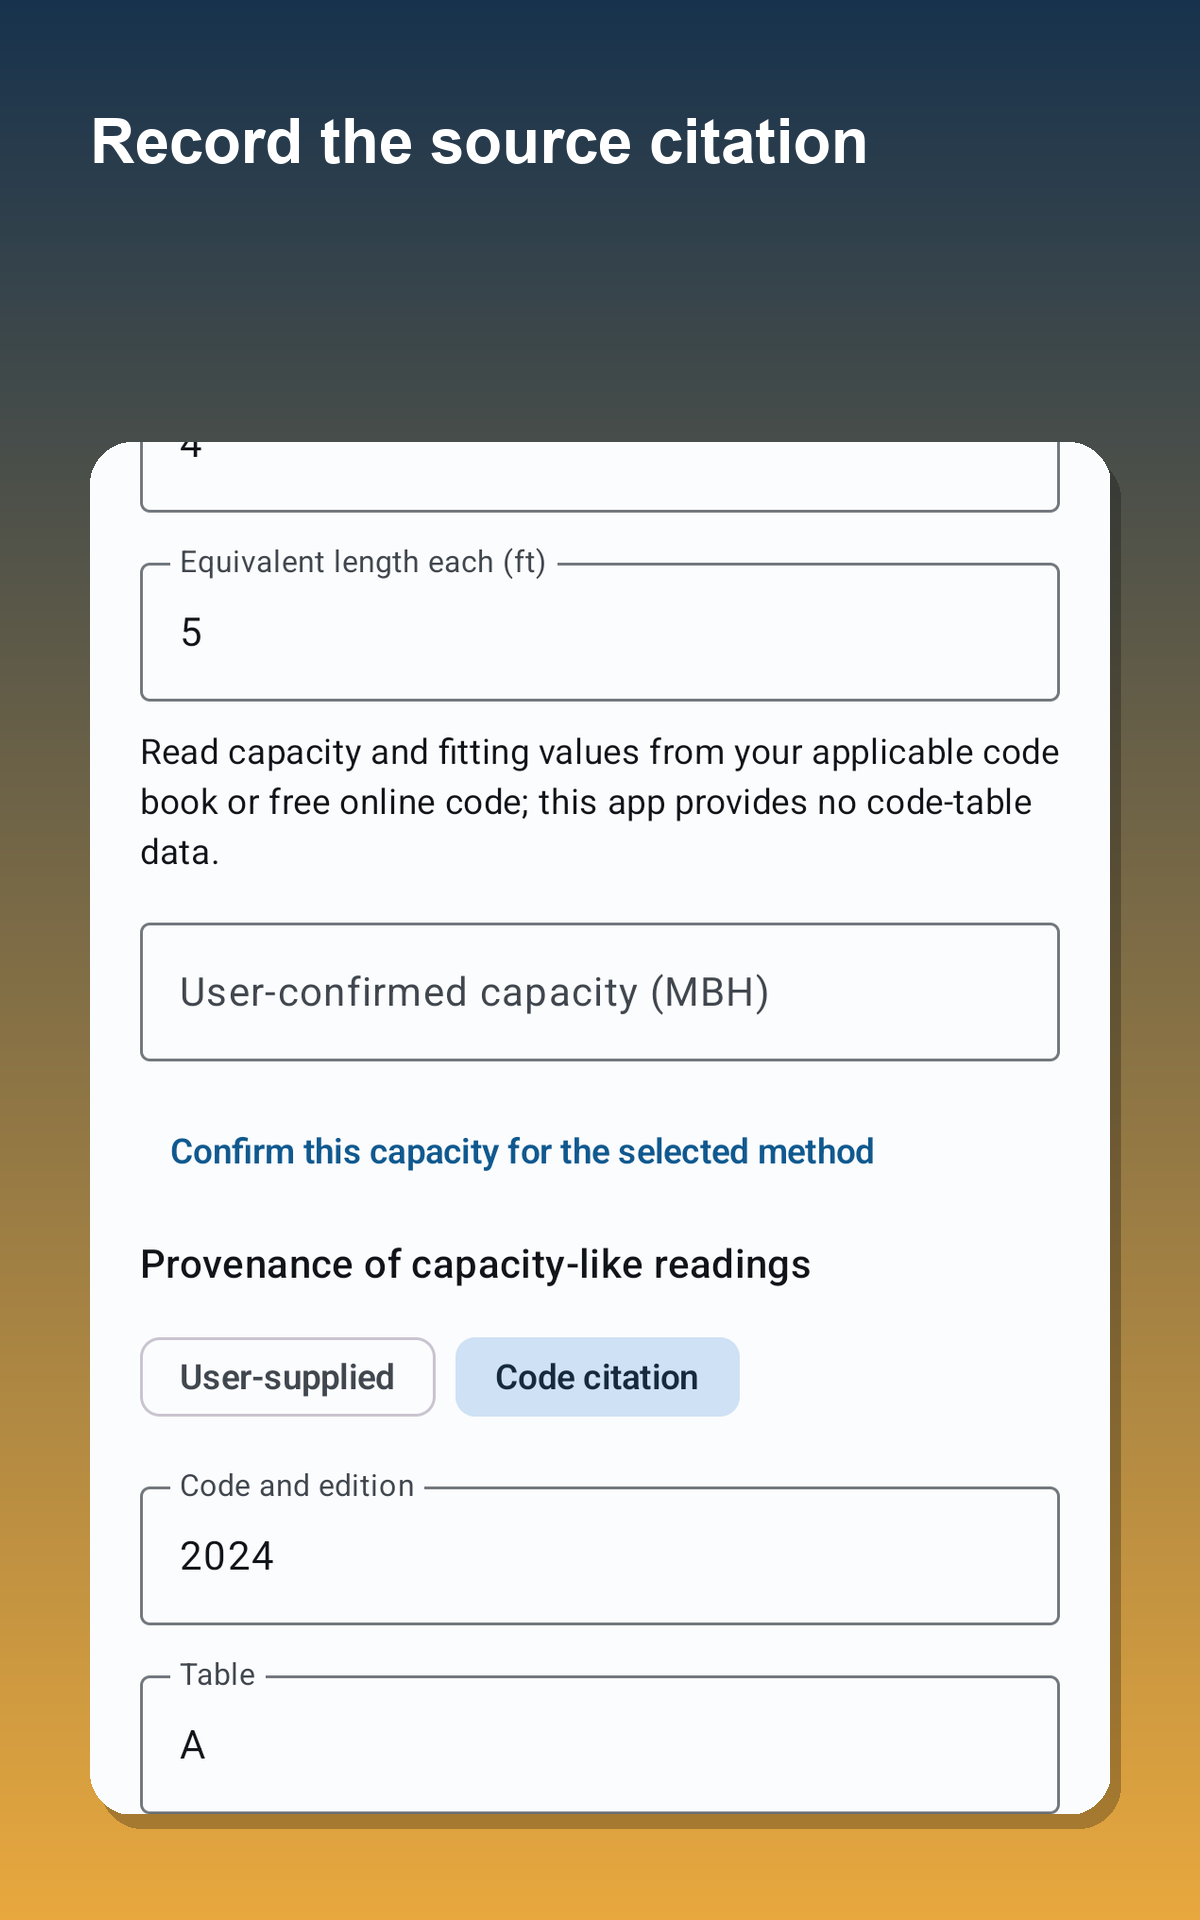 Record the source citation
4
Equivalent length each (ft)
5
Read capacity and fitting values from your applicable code
book or free online code; this app provides no code-table
data.
User-confirmed capacity (MBH)
Confirm this capacity for the selected method
Provenance of capacity-like readings
User-supplied
Code citation
Code and edition
2024
Table
A